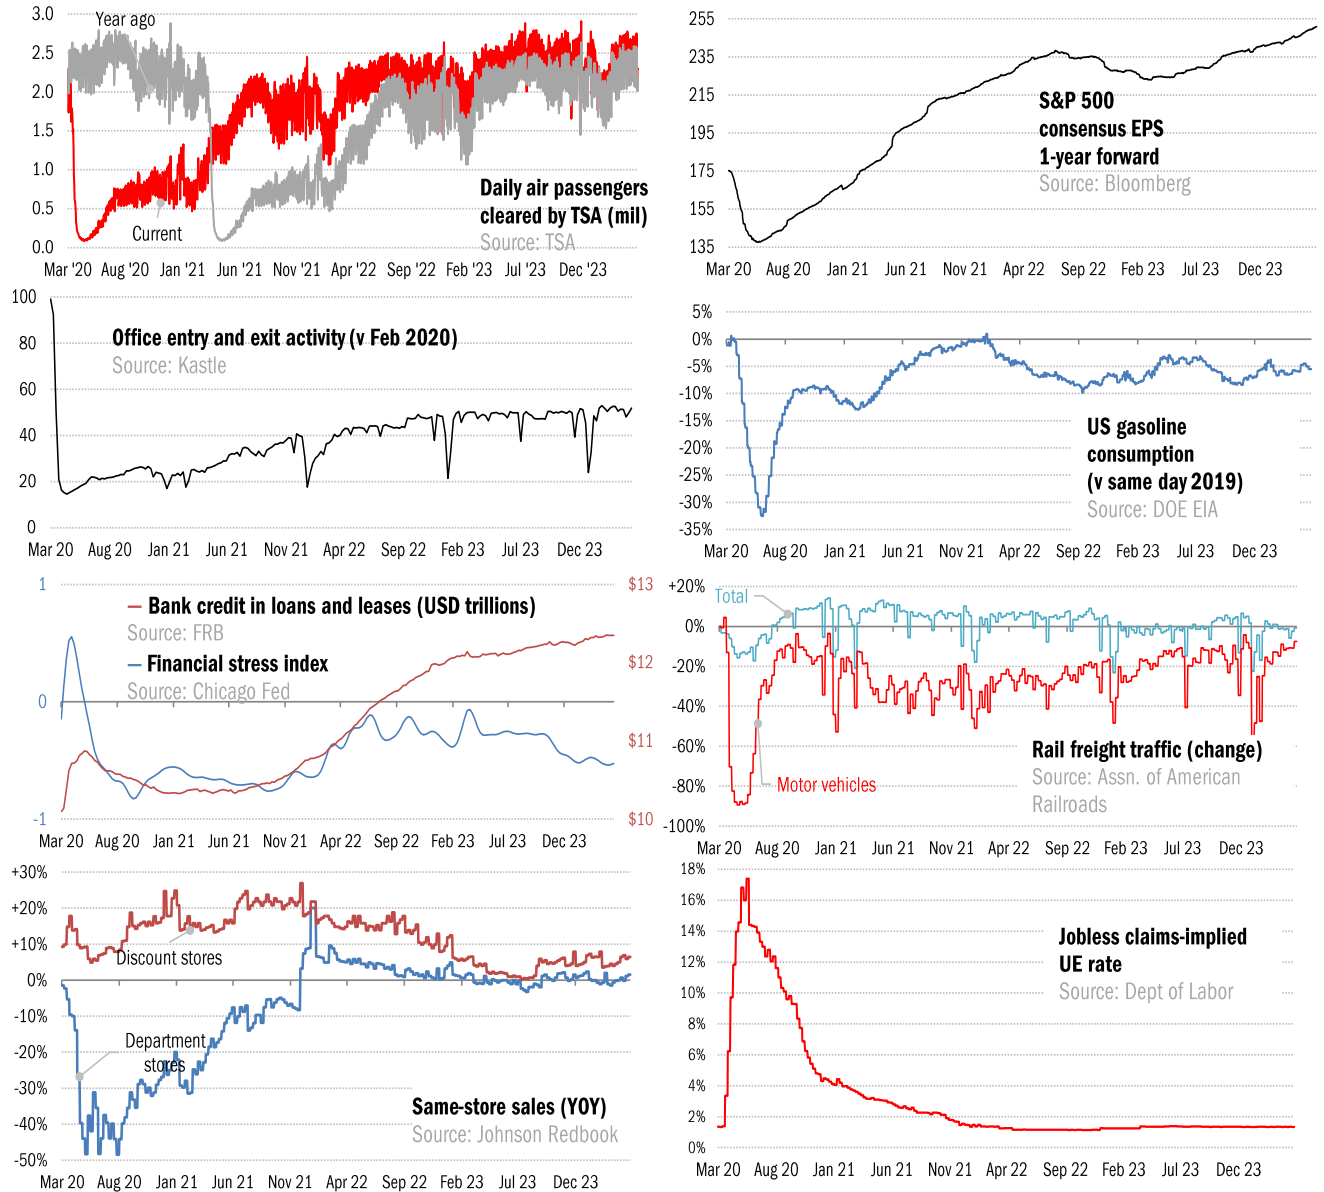 3.0
Year ago
2.5
2.0
1.5
1.0
0.5
0.0
Daily air passengers
cleared by TSA (mil)
Source: TSA
Current
Mar '20 Aug '20 Jan '21 Jun '21 Nov '21 Apr '22 Sep '22 Feb '23 Jul '23 Dec '23
255
235
215
195
175
155
135
S&P 500
consensus EPS
1-year forward
Source: Bloomberg
Mar 20 Aug 20 Jan 21 Jun 21 Nov 21 Apr 22 Sep 22 Feb 23 Jul 23 Dec 23
100
80
60
40
20
0
Office entry and exit activity (v Feb 2020)
Source: Kastle
Mar 20 Aug 20 Jan 21 Jun 21 Nov 21 Apr 22 Sep 22 Feb 23 Jul 23 Dec 23
5%
0%
-5%
-10%
-15%
-20%
-25%
-30%
-35%
US gasoline
consumption
(v same day 2019)
Source: DOE EIA
Mar 20 Aug 20 Jan 21 Jun 21 Nov 21 Apr 22 Sep 22 Feb 23 Jul 23 Dec 23
1
0
-1
Bank credit in loans and leases (USD trillions)
Source: FRB
Financial stress index
Source: Chicago Fed
$13
$12
$11
$10
Mar 20 Aug 20 Jan 21 Jun 21 Nov 21 Apr 22 Sep 22 Feb 23 Jul 23 Dec 23
+20%
0%
-20%
-40%
-60%
-80%
-100%
Total
Motor vehicles
Rail freight traffic (change)
Source: Assn. of American
Railroads
Mar 20 Aug 20 Jan 21 Jun 21 Nov 21 Apr 22 Sep 22 Feb 23 Jul 23 Dec 23
+30%
+20%
+10%
0%
-10%
-20%
-30%
-40%
-50%
Discount stores
Department
stores
Same-store sales (YOY)
Source: Johnson Redbook
Mar 20 Aug 20 Jan 21 Jun 21 Nov 21 Apr 22 Sep 22 Feb 23 Jul 23 Dec 23
18%
16%
14%
12%
10%
8%
6%
4%
2%
0%
Jobless claims-implied
UE rate
Source: Dept of Labor
Mar 20 Aug 20 Jan 21 Jun 21 Nov 21 Apr 22 Sep 22 Feb 23 Jul 23 Dec 23